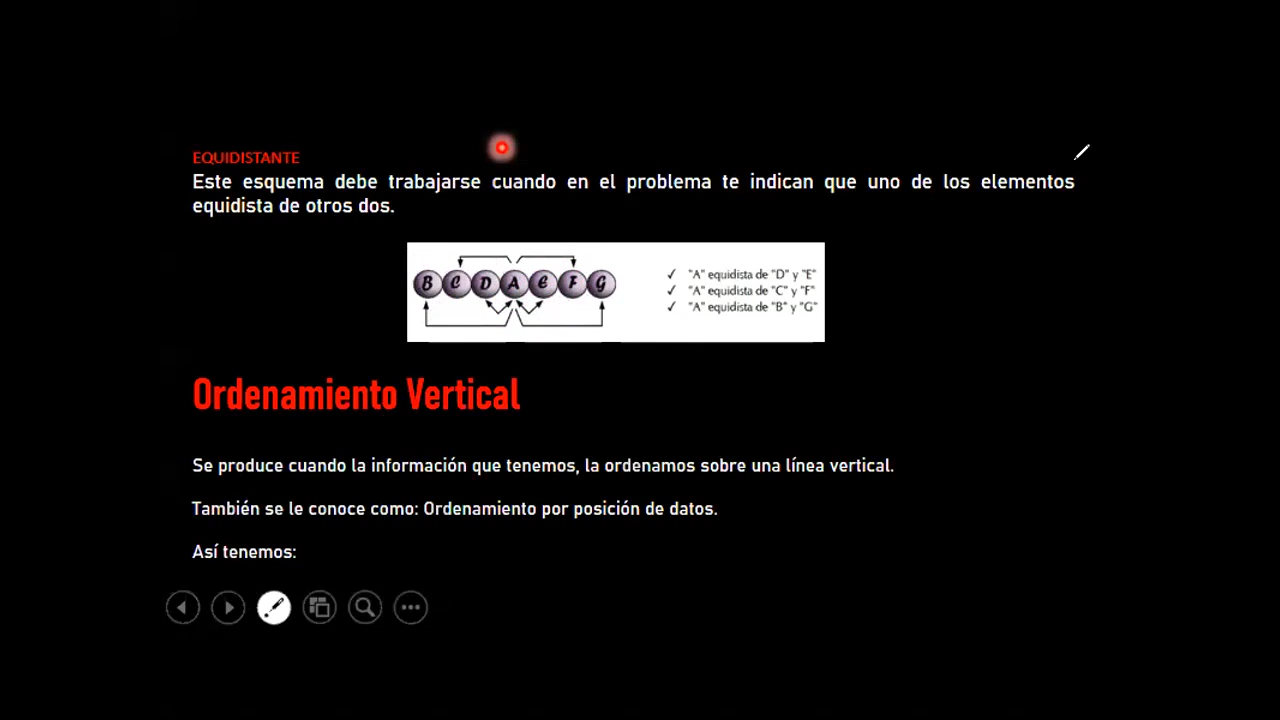 EQUIDISTANTE
Este esquema debe trabajarse cuando en el problema te indican que uno de los elementos
equidista de otros dos.
B C D A E F G
✓ "A" equidista de "D" y "E"
✓ "A" equidista de "C" y "F"
✓ "A" equidista de "B" y "G"
Ordenamiento Vertical
Se produce cuando la información que tenemos, la ordenamos sobre una línea vertical.
También se le conoce como: Ordenamiento por posición de datos.
Así tenemos: